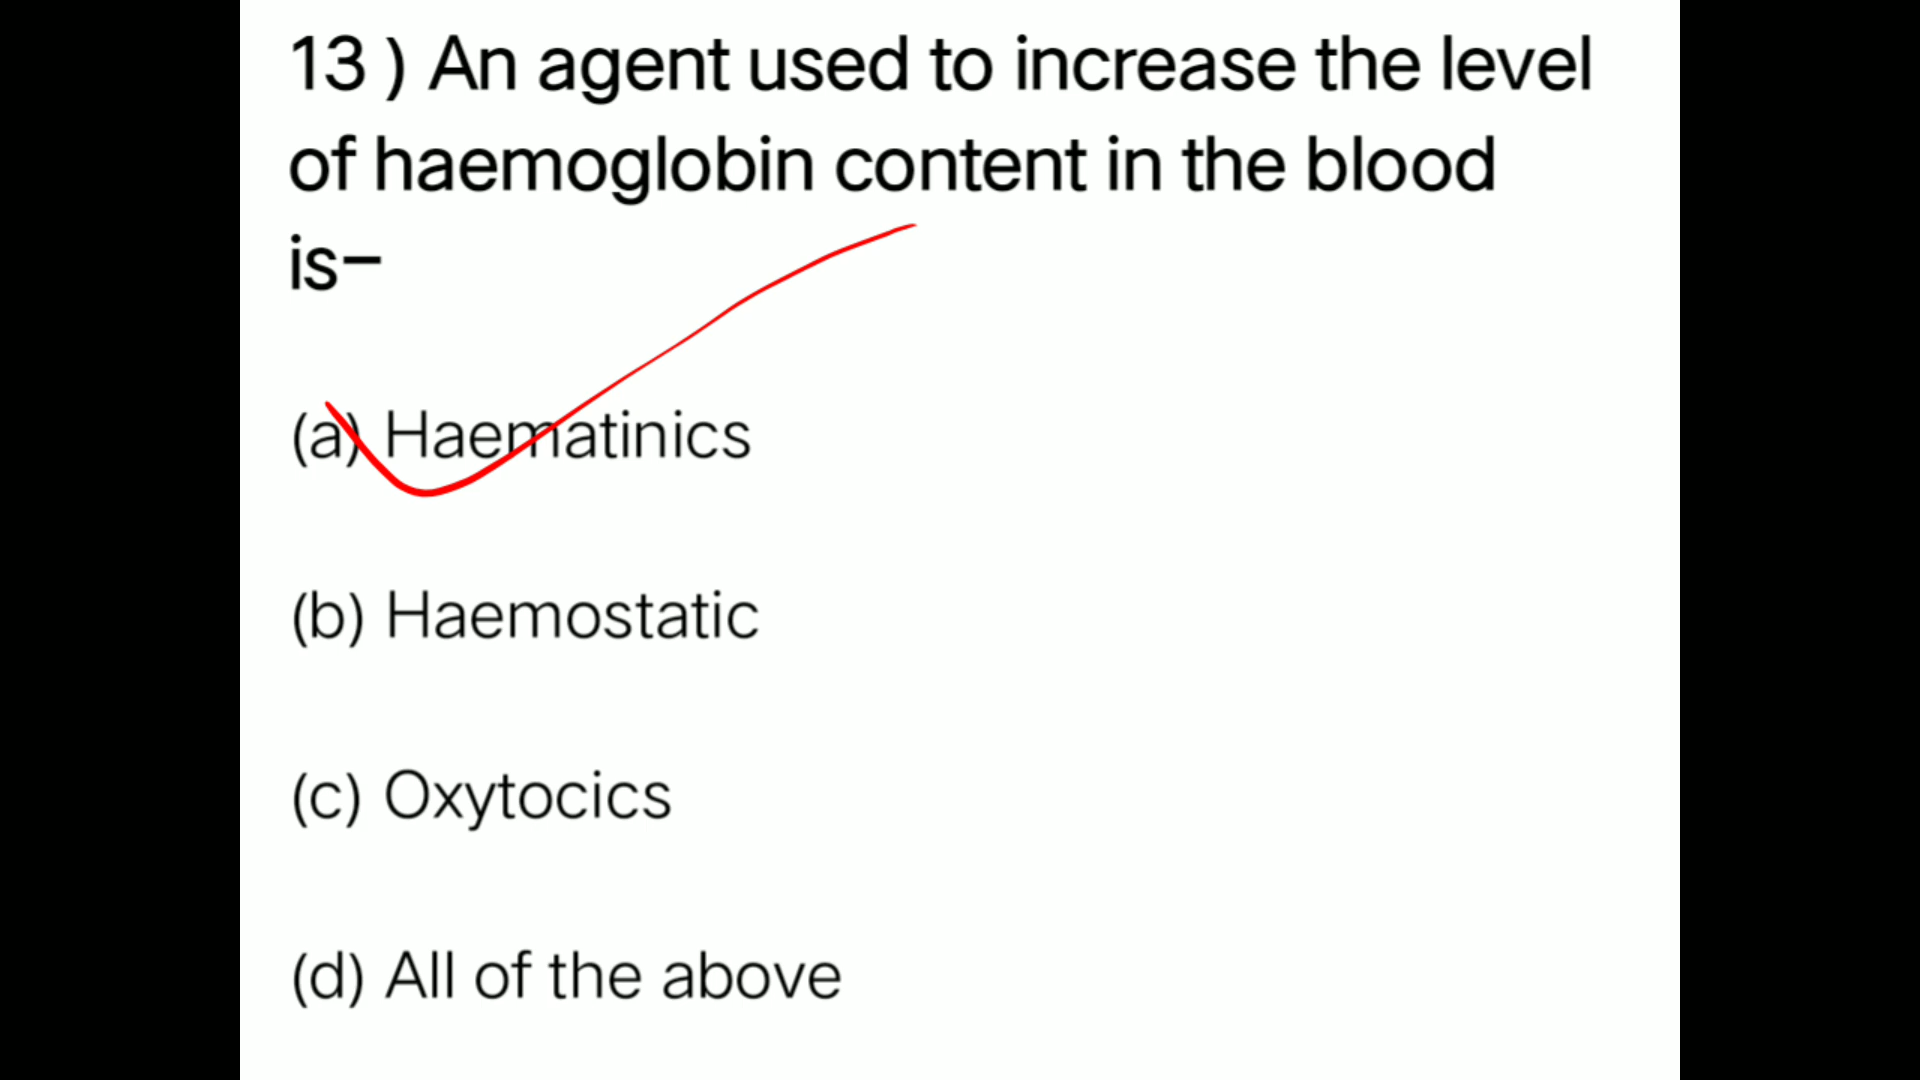 13 ) An agent used to increase the level
of haemoglobin content in the blood
is–
(a) Haematinics
(b) Haemostatic
(c) Oxytocics
(d) All of the above